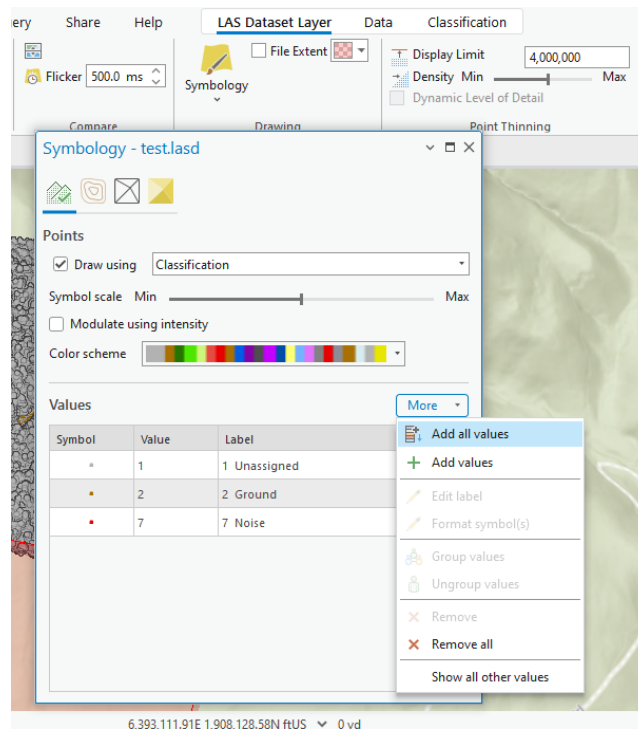 ery Share Help LAS Dataset Layer Data Classification
File Extent
Display Limit 4,000,000
Flicker 500.0 ms
Symbology
Density Min Max
Dynamic Level of Detail
Compare Drawing Point Thinning
Symbology - test.lasd
Points
Draw using Classification
Symbol scale Min Max
Modulate using intensity
Color scheme
Values More
Symbol Value Label
1 1 Unassigned
2 2 Ground
7 7 Noise
Add all values
Add values
Edit label
Format symbol(s)
Group values
Ungroup values
Remove
Remove all
Show all other values
6,393,111.91E 1,908,128.58N ftUS 0 yd